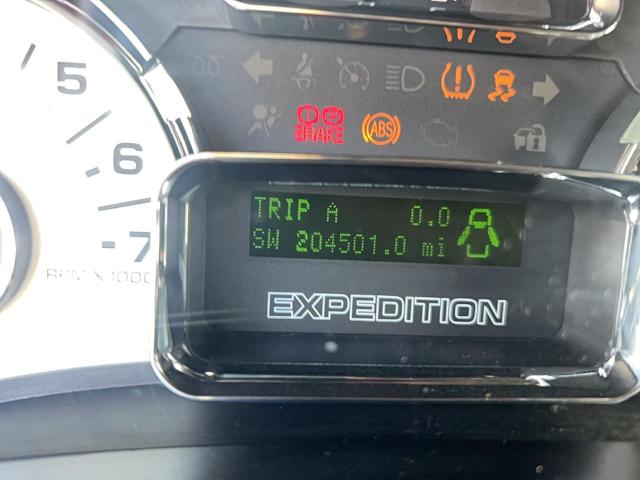 5
6
7
RPM X 1000
BRAKE
ABS
TRIP A 0.0
SW 204501.0 mi
EXPEDITION